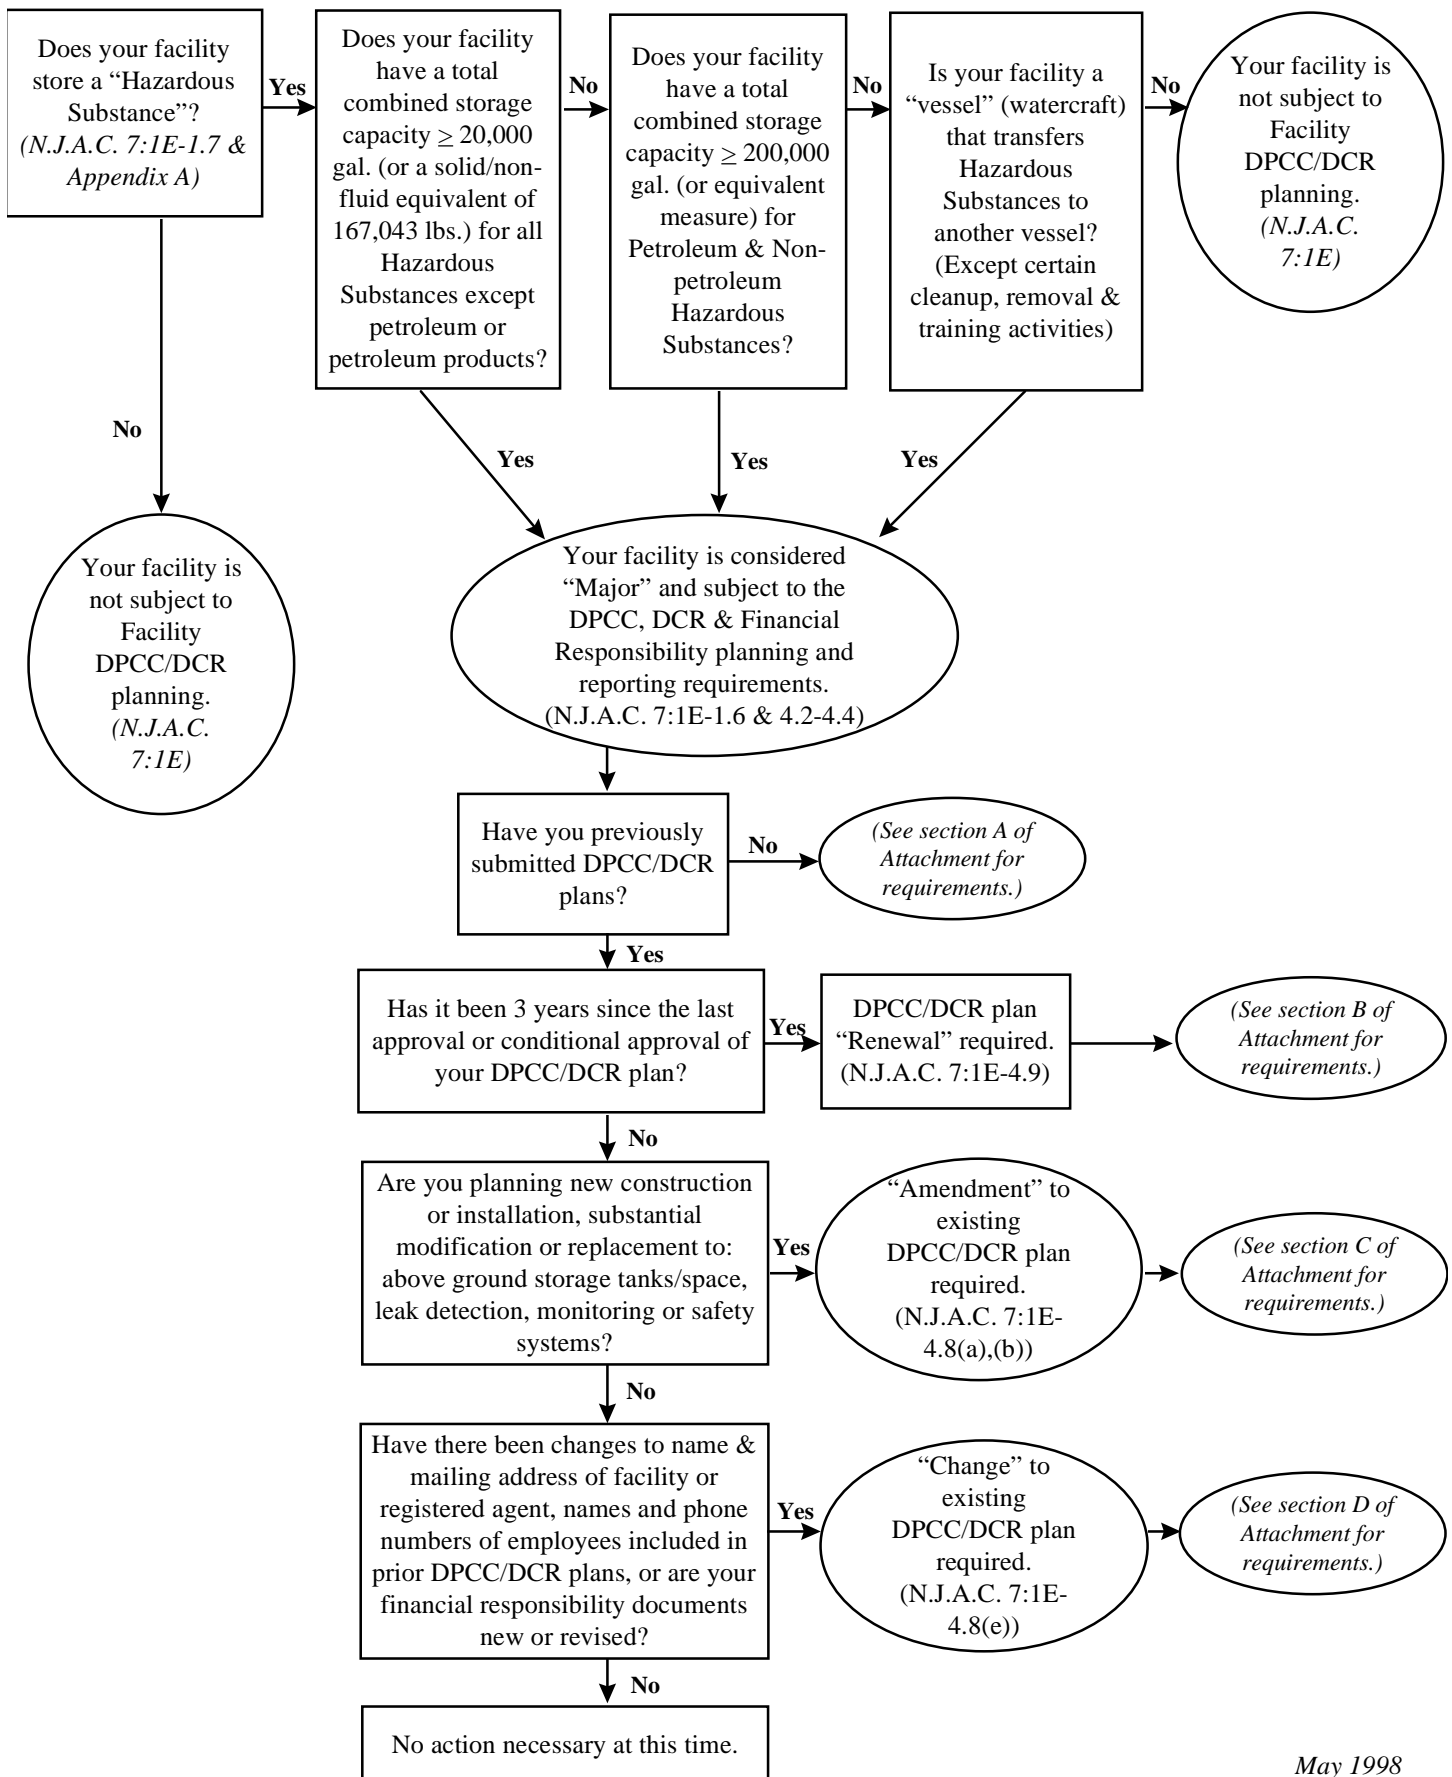 Does your facility
store a “Hazardous
Substance”?
(N.J.A.C. 7:1E-1.7 &
Appendix A)
Yes
Does your facility
have a total
combined storage
capacity ≥ 20,000
gal. (or a solid/non-
fluid equivalent of
167,043 lbs.) for all
Hazardous
Substances except
petroleum or
petroleum products?
No
Does your facility
have a total
combined storage
capacity ≥ 200,000
gal. (or equivalent
measure) for
Petroleum & Non-
petroleum
Hazardous
Substances?
No
Is your facility a
“vessel” (watercraft)
that transfers
Hazardous
Substances to
another vessel?
(Except certain
cleanup, removal &
training activities)
No
Your facility is
not subject to
Facility
DPCC/DCR
planning.
(N.J.A.C.
7:1E)
No
Yes
Yes
Yes
Your facility is
not subject to
Facility
DPCC/DCR
planning.
(N.J.A.C.
7:1E)
Your facility is considered
“Major” and subject to the
DPCC, DCR & Financial
Responsibility planning and
reporting requirements.
(N.J.A.C. 7:1E-1.6 & 4.2-4.4)
Have you previously
submitted DPCC/DCR
plans?
No
(See section A of
Attachment for
requirements.)
Yes
Has it been 3 years since the last
approval or conditional approval of
your DPCC/DCR plan?
Yes
DPCC/DCR plan
“Renewal” required.
(N.J.A.C. 7:1E-4.9)
(See section B of
Attachment for
requirements.)
No
Are you planning new construction
or installation, substantial
modification or replacement to:
above ground storage tanks/space,
leak detection, monitoring or safety
systems?
Yes
“Amendment” to
existing
DPCC/DCR plan
required.
(N.J.A.C. 7:1E-
4.8(a),(b))
(See section C of
Attachment for
requirements.)
No
Have there been changes to name &
mailing address of facility or
registered agent, names and phone
numbers of employees included in
prior DPCC/DCR plans, or are your
financial responsibility documents
new or revised?
Yes
“Change” to
existing
DPCC/DCR plan
required.
(N.J.A.C. 7:1E-
4.8(e))
(See section D of
Attachment for
requirements.)
No
No action necessary at this time.
May 1998